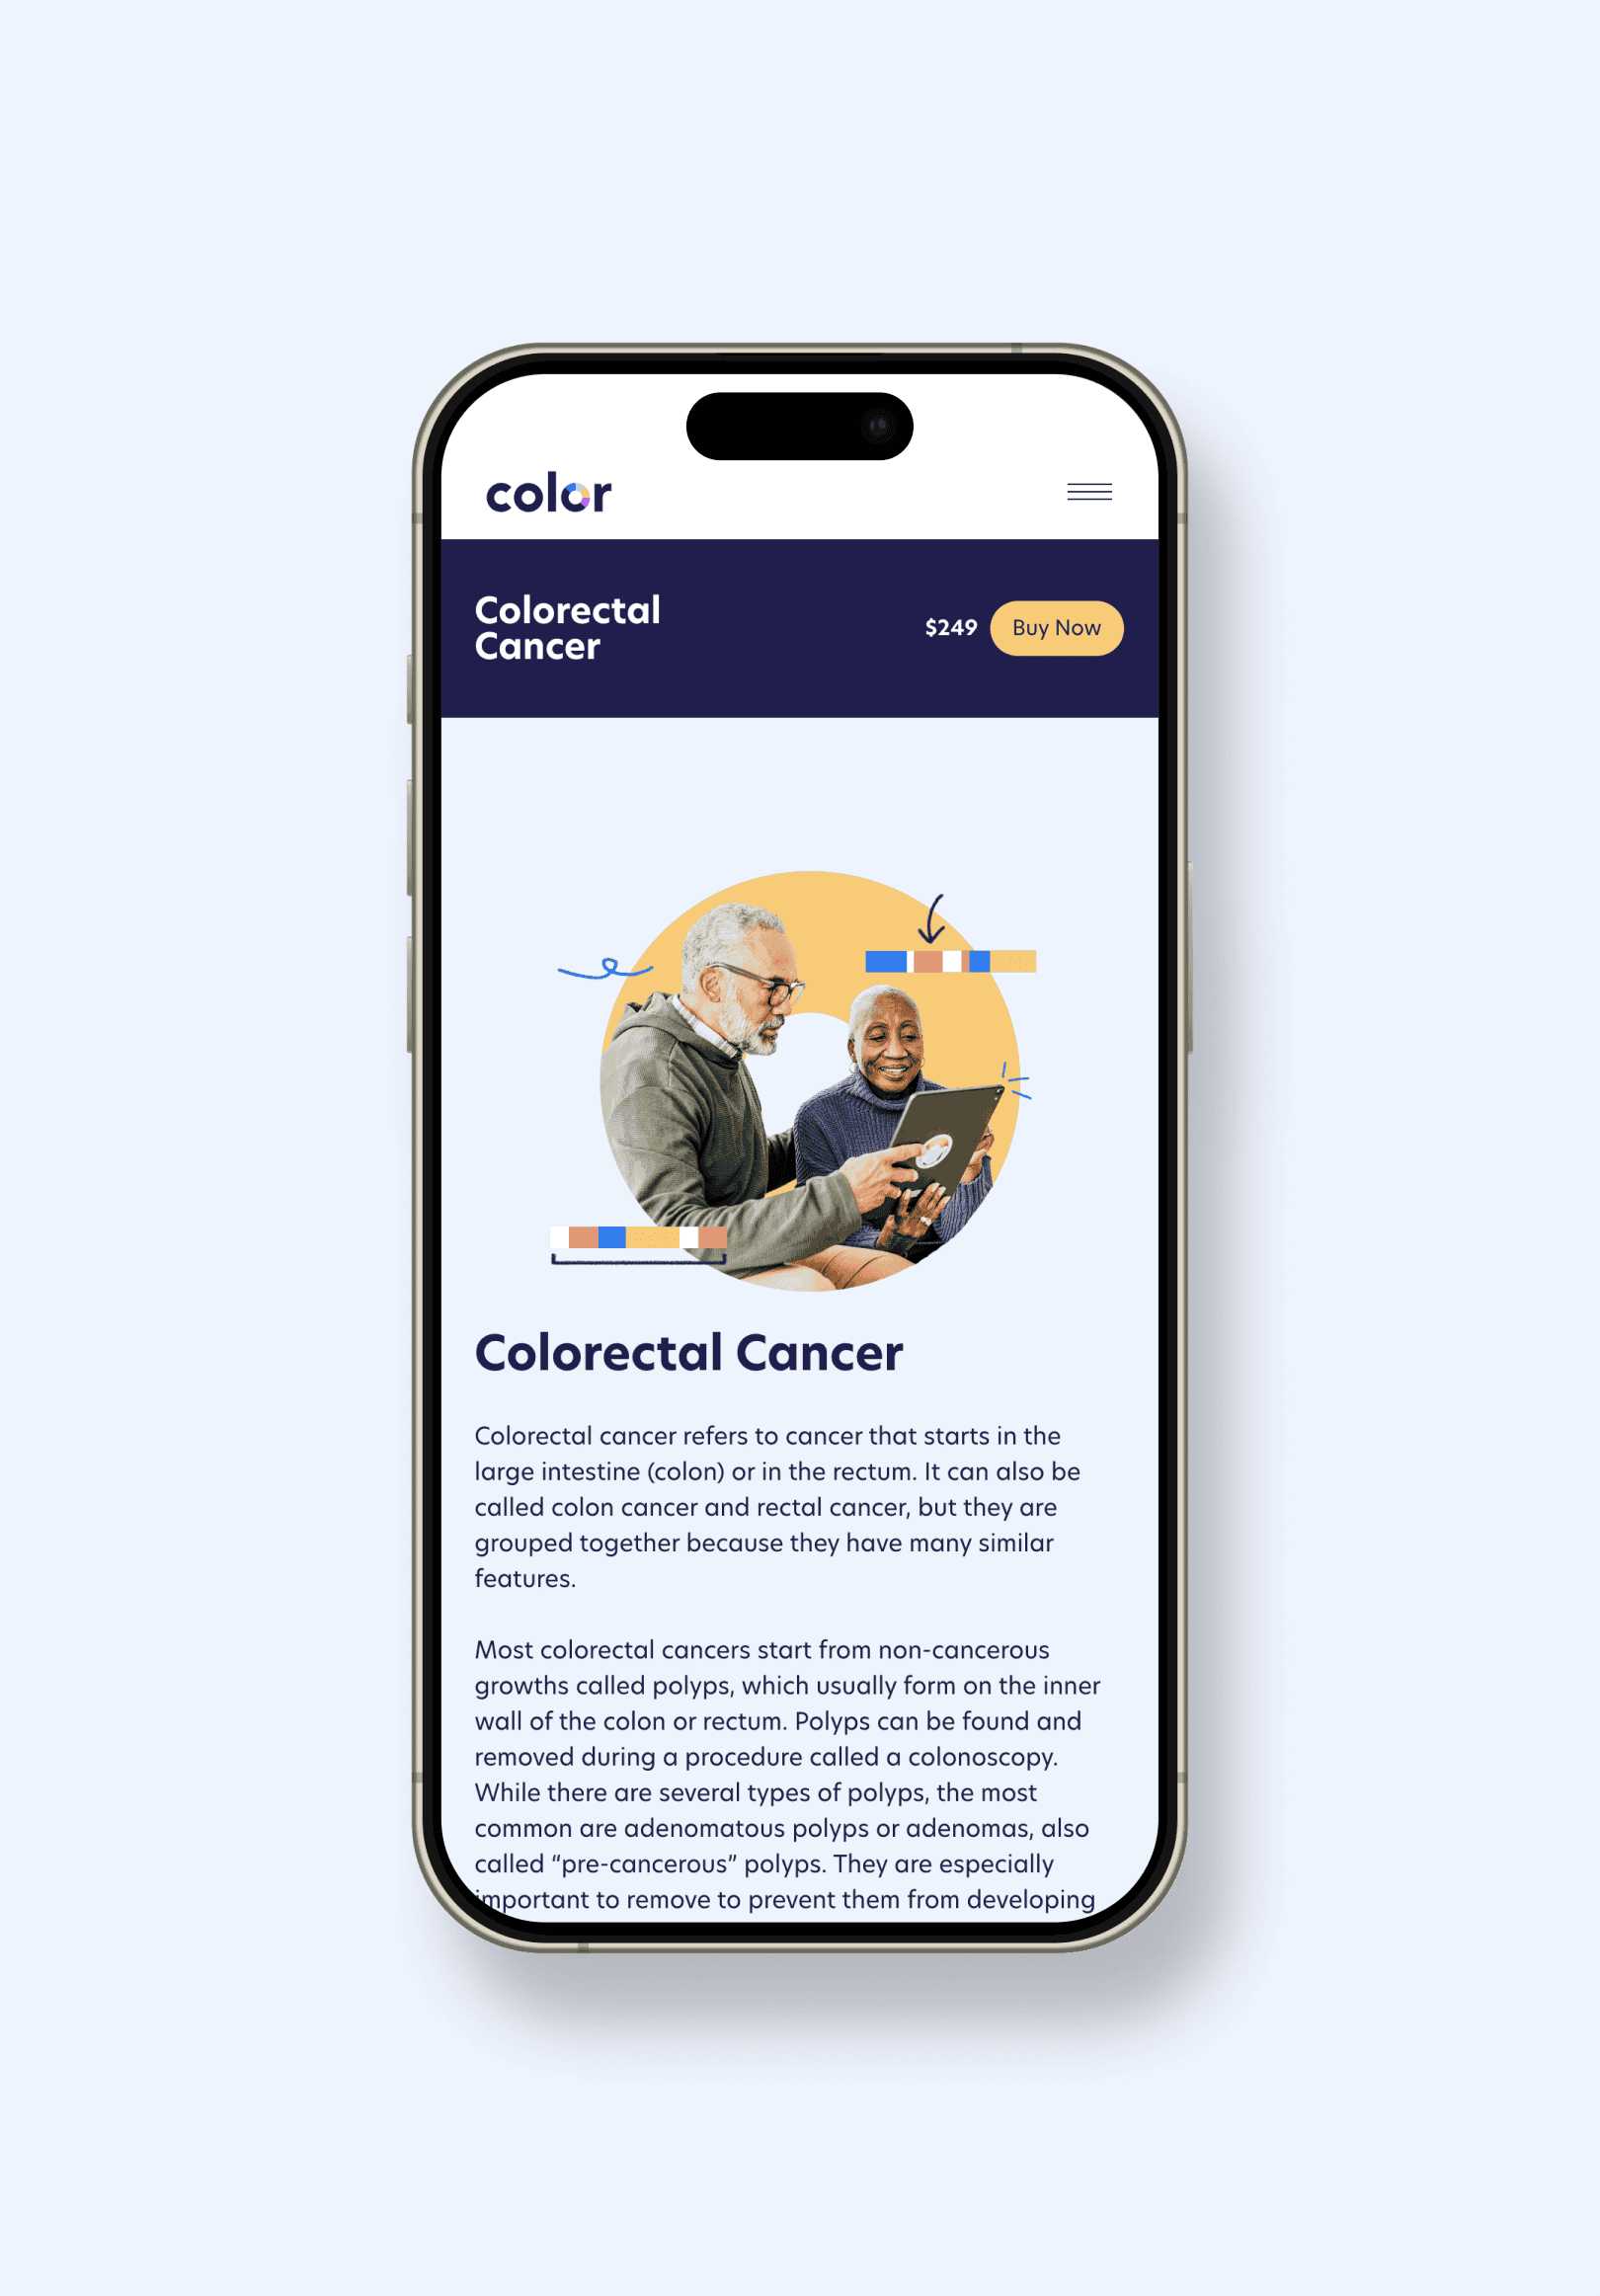 color
Colorectal
Cancer
$249
Buy Now
Colorectal Cancer
Colorectal cancer refers to cancer that starts in the
large intestine (colon) or in the rectum. It can also be
called colon cancer and rectal cancer, but they are
grouped together because they have many similar
features.
Most colorectal cancers start from non-cancerous
growths called polyps, which usually form on the inner
wall of the colon or rectum. Polyps can be found and
removed during a procedure called a colonoscopy.
While there are several types of polyps, the most
common are adenomatous polyps or adenomas, also
called “pre-cancerous” polyps. They are especially
important to remove to prevent them from developing